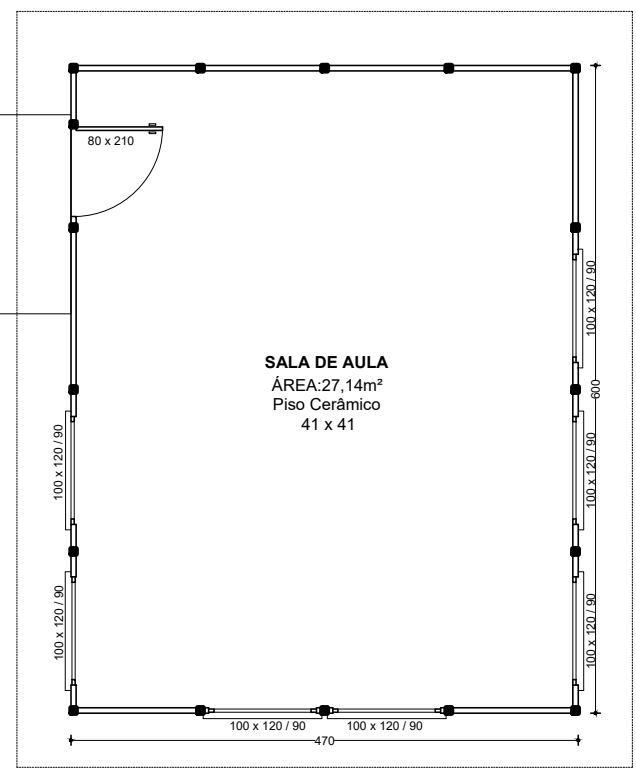 80 x 210
100 x 120 / 90
SALA DE AULA
ÁREA:27,14m²
Piso Cerâmico
41 x 41
600
100 x 120 / 90
100 x 120 / 90
100 x 120 / 90
100 x 120 / 90
100 x 120 / 90
100 x 120 / 90
470